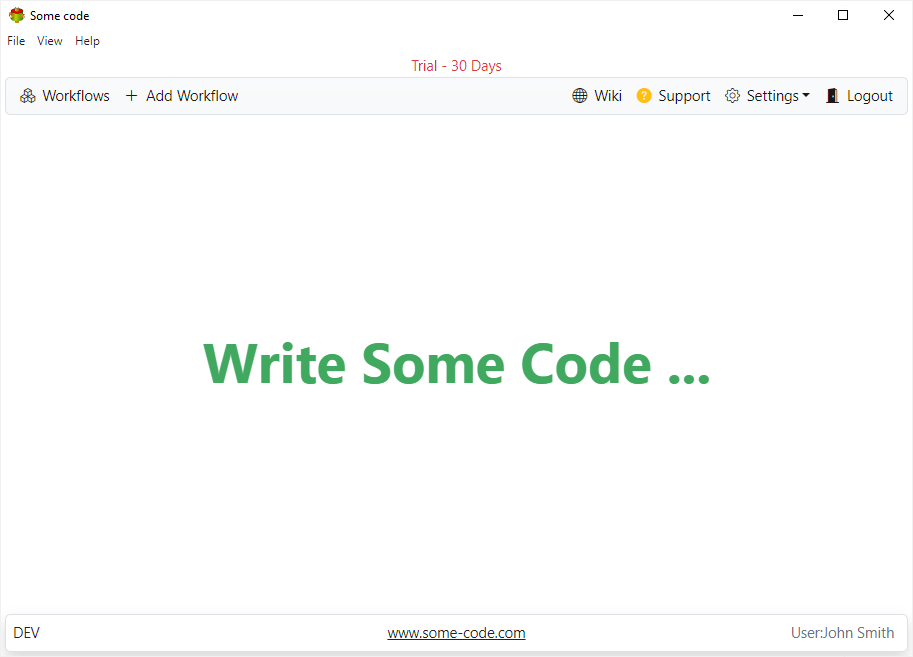 Some code
File View Help
Trial - 30 Days
Workflows + Add Workflow Wiki ? Support Settings Logout
Write Some Code ...
DEV www.some-code.com User:John Smith